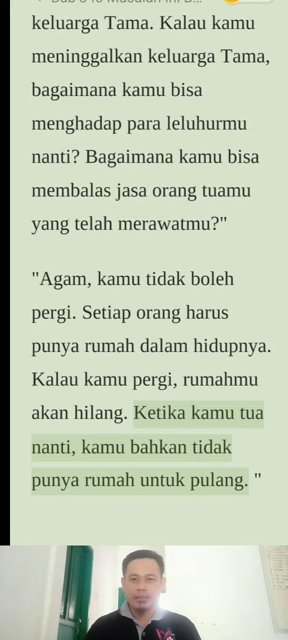 keluarga Tama. Kalau kamu
meninggalkan keluarga Tama,
bagaimana kamu bisa
menghadap para leluhurmu
nanti? Bagaimana kamu bisa
membalas jasa orang tuamu
yang telah merawatmu?"
"Agam, kamu tidak boleh
pergi. Setiap orang harus
punya rumah dalam hidupnya.
Kalau kamu pergi, rumahmu
akan hilang. Ketika kamu tua
nanti, kamu bahkan tidak
punya rumah untuk pulang. "